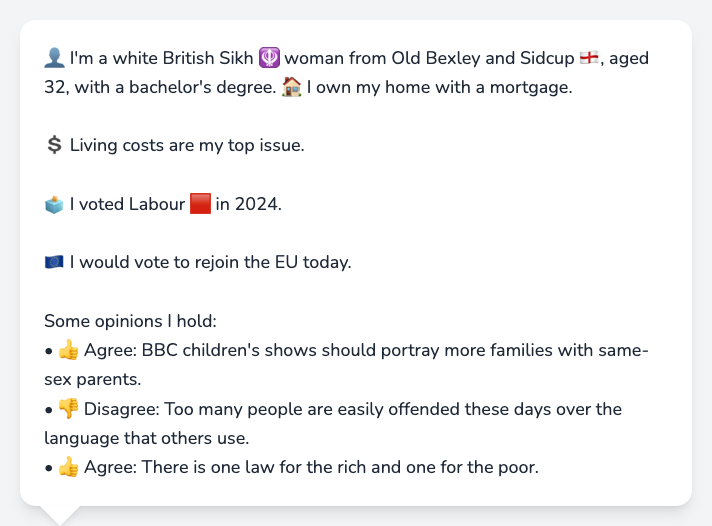 👤 I'm a white British Sikh 🪯 woman from Old Bexley and Sidcup 🏴󠁧󠁢󠁥󠁮󠁧󠁿, aged
32, with a bachelor's degree. 🏠 I own my home with a mortgage.
💲 Living costs are my top issue.
🗳️ I voted Labour 🟥 in 2024.
🇪🇺 I would vote to rejoin the EU today.
Some opinions I hold:
• 👍 Agree: BBC children's shows should portray more families with same-
sex parents.
• 👎 Disagree: Too many people are easily offended these days over the
language that others use.
• 👍 Agree: There is one law for the rich and one for the poor.